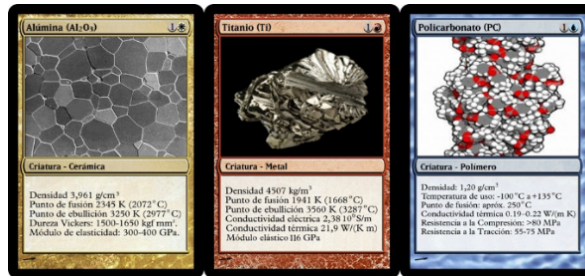 Alúmina (Al₂O₃)
Criatura - Cerámica
Densidad 3,961 g/cm³
Punto de fusión 2345 K (2072°C)
Punto de ebullición 3250 K (2977°C)
Dureza Vickers: 1500-1650 kgf mm².
Módulo de elasticidad: 300-400 GPa.
Titanio (Ti)
Criatura - Metal
Densidad 4507 kg/m³
Punto de fusión 1941 K (1668°C)
Punto de ebullición 3560 K (3287°C)
Conductividad eléctrica 2,38 10⁶S/m
Conductividad térmica 21,9 W/(K m)
Módulo elástico 116 GPa
Policarbonato (PC)
Criatura - Polímero
Densidad: 1,20 g/cm³
Temperatura de uso: -100°C a +135°C
Punto de fusión: apróx. 250°C
Conductividad térmica 0.19-0.22 W/(m K)
Resistencia a la Compresión: >80 MPa
Resistencia a la Tracción: 55-75 MPa